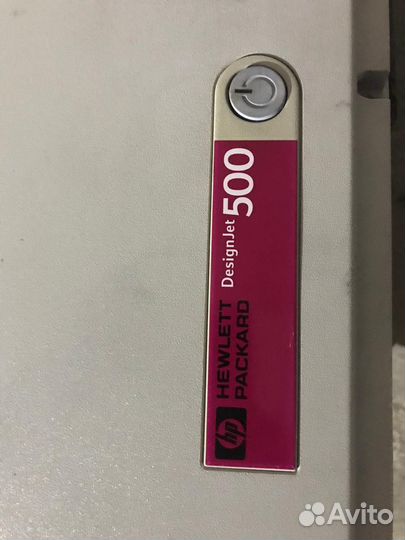 hp
HEWLETT
PACKARD
DesignJet 500
Avito